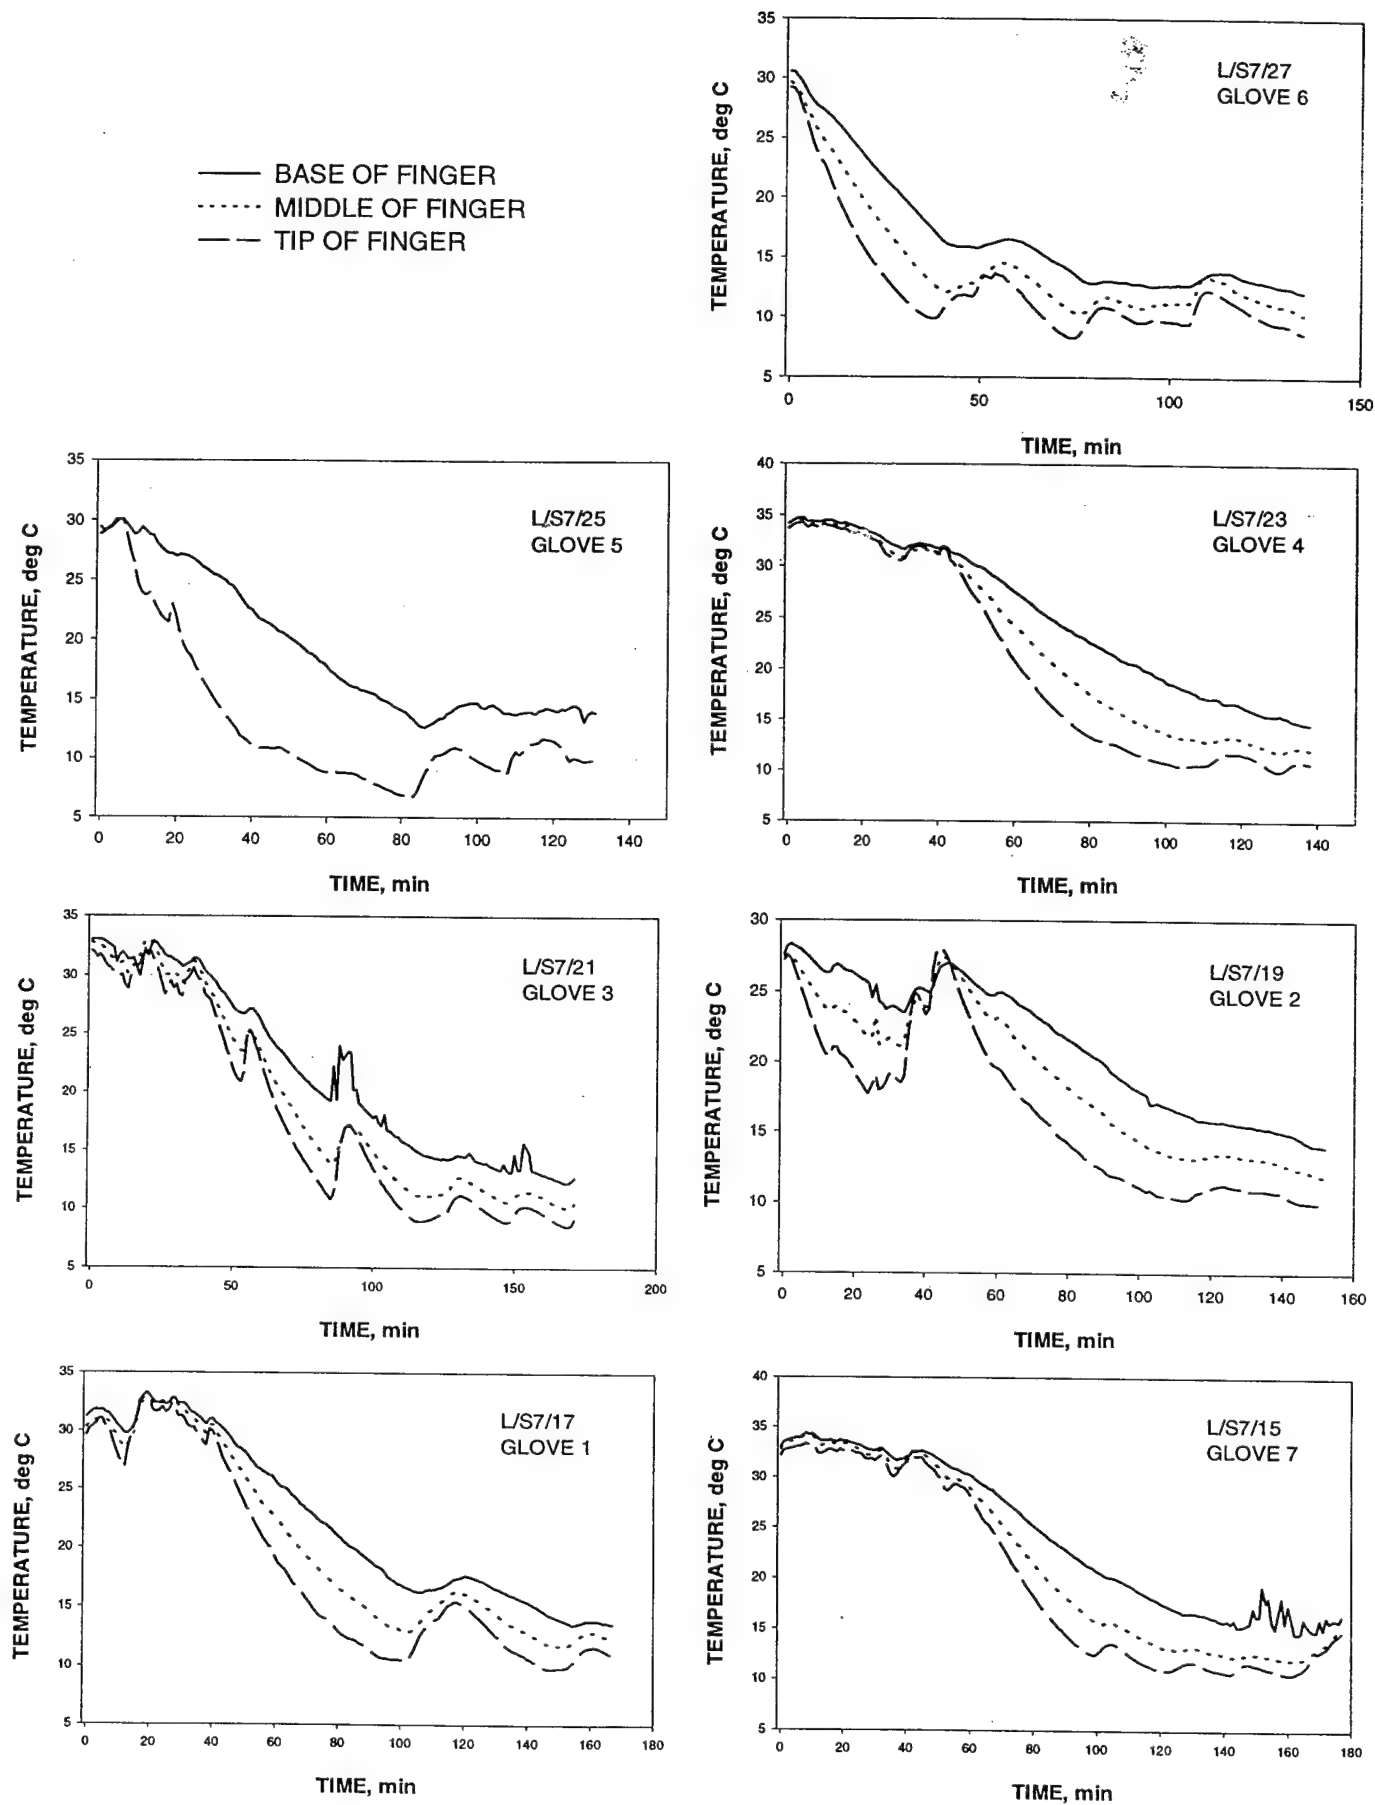 BASE OF FINGER
MIDDLE OF FINGER
TIP OF FINGER
TEMPERATURE, deg C
35
30
25
20
15
10
5
L/S7/27
GLOVE 6
0 50 100 150
TIME, min
TEMPERATURE, deg C
35
30
25
20
15
10
5
L/S7/25
GLOVE 5
0 20 40 60 80 100 120 140
TIME, min
TEMPERATURE, deg C
40
35
30
25
20
15
10
5
L/S7/23
GLOVE 4
0 20 40 60 80 100 120 140
TIME, min
TEMPERATURE, deg C
35
30
25
20
15
10
5
L/S7/21
GLOVE 3
0 50 100 150 200
TIME, min
TEMPERATURE, deg C
30
25
20
15
10
5
L/S7/19
GLOVE 2
0 20 40 60 80 100 120 140 160
TIME, min
TEMPERATURE, deg C
35
30
25
20
15
10
5
L/S7/17
GLOVE 1
0 20 40 60 80 100 120 140 160 180
TIME, min
TEMPERATURE, deg C
40
35
30
25
20
15
10
5
L/S7/15
GLOVE 7
0 20 40 60 80 100 120 140 160 180
TIME, min